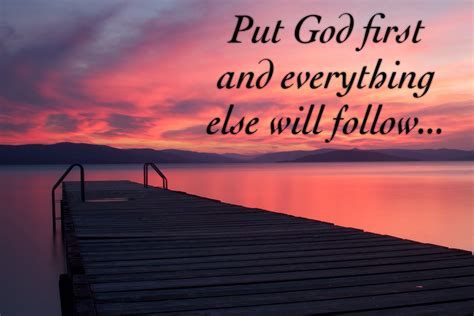 Put God first
and everything
else will follow...